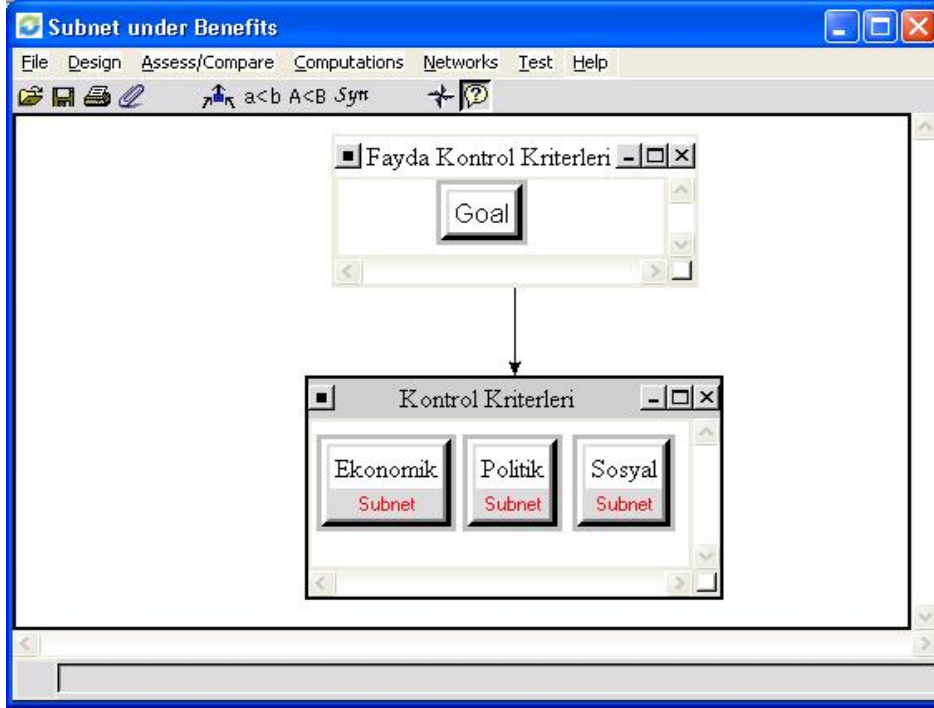 Subnet under Benefits
File Design Assess/Compare Computations Networks Test Help
a<b A<B Syn
Fayda Kontrol Kriterleri
Goal
Kontrol Kriterleri
Ekonomik Politik Sosyal
Subnet Subnet Subnet